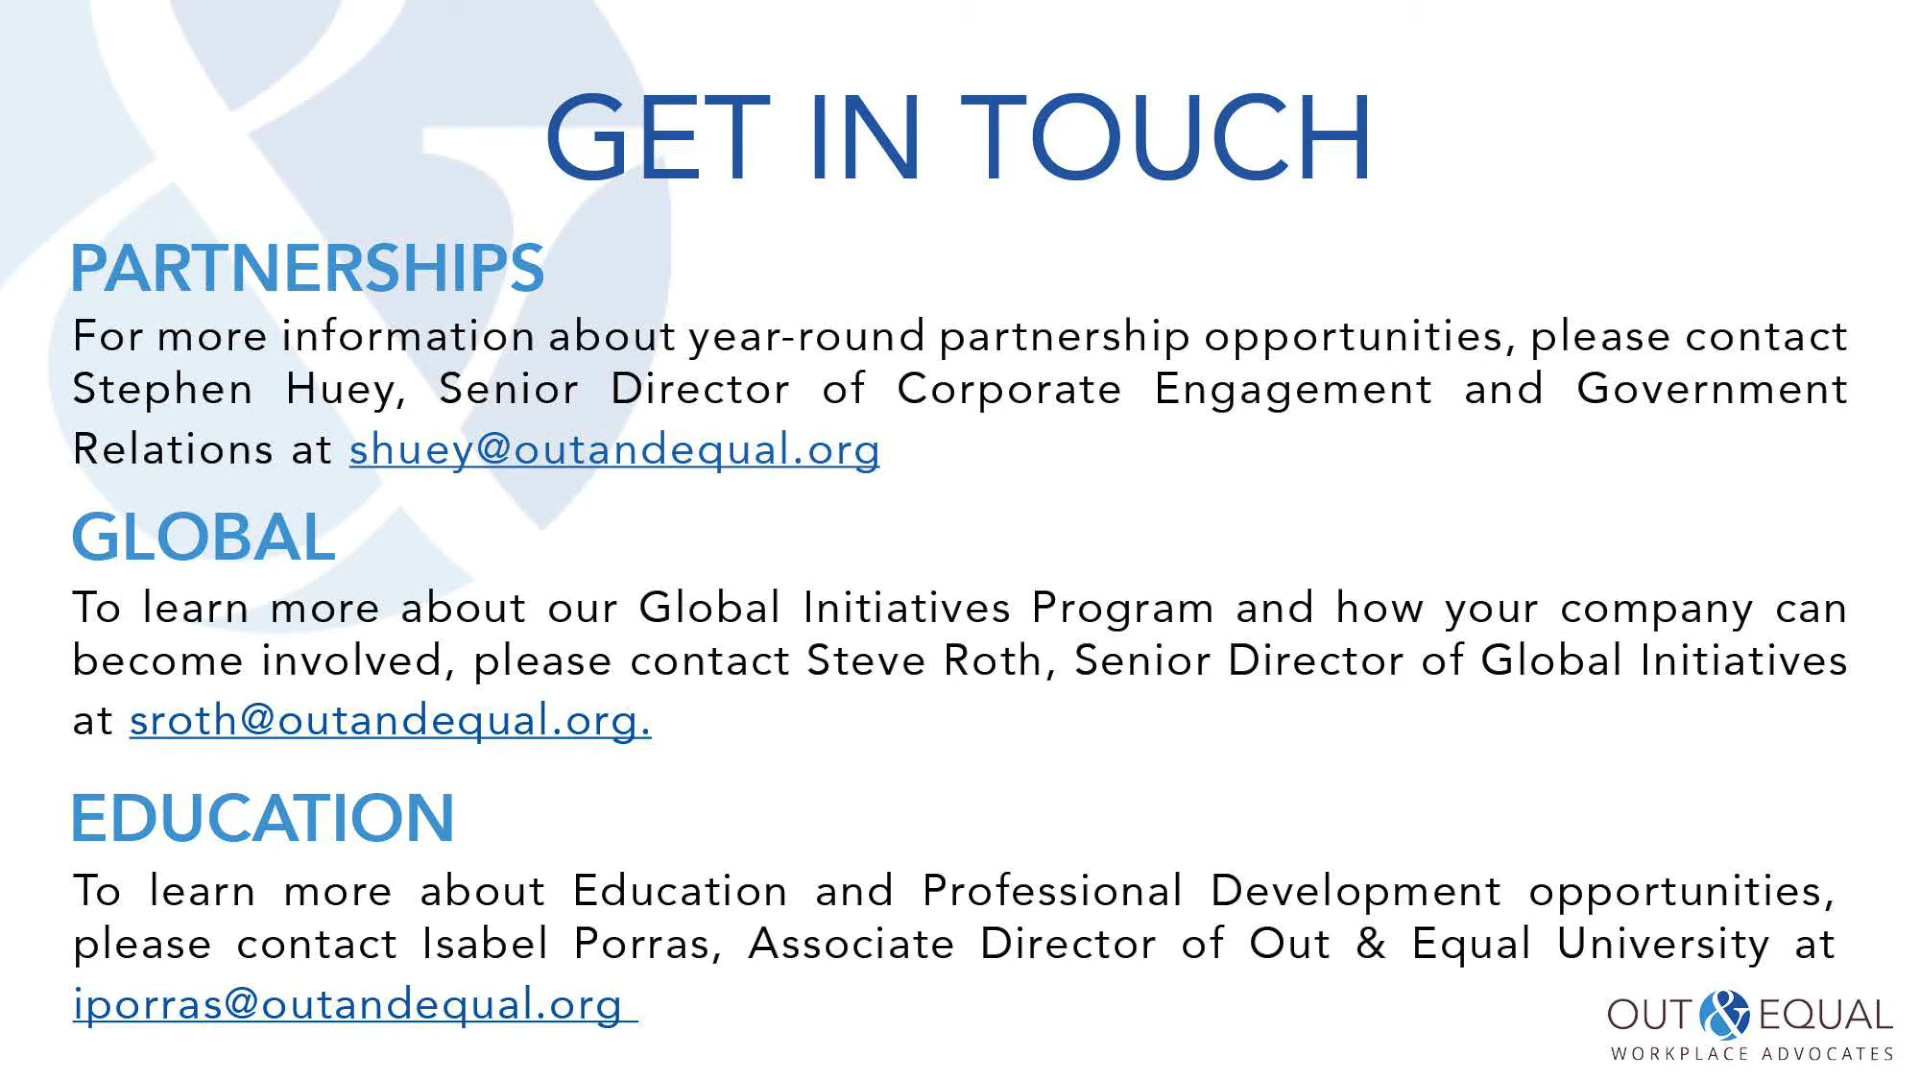 GET IN TOUCH
PARTNERSHIPS
For more information about year-round partnership opportunities, please contact
Stephen Huey, Senior Director of Corporate Engagement and Government
Relations at shuey@outandequal.org
GLOBAL
To learn more about our Global Initiatives Program and how your company can
become involved, please contact Steve Roth, Senior Director of Global Initiatives
at sroth@outandequal.org.
EDUCATION
To learn more about Education and Professional Development opportunities,
please contact Isabel Porras, Associate Director of Out & Equal University at
iporras@outandequal.org
OUT & EQUAL
WORKPLACE ADVOCATES